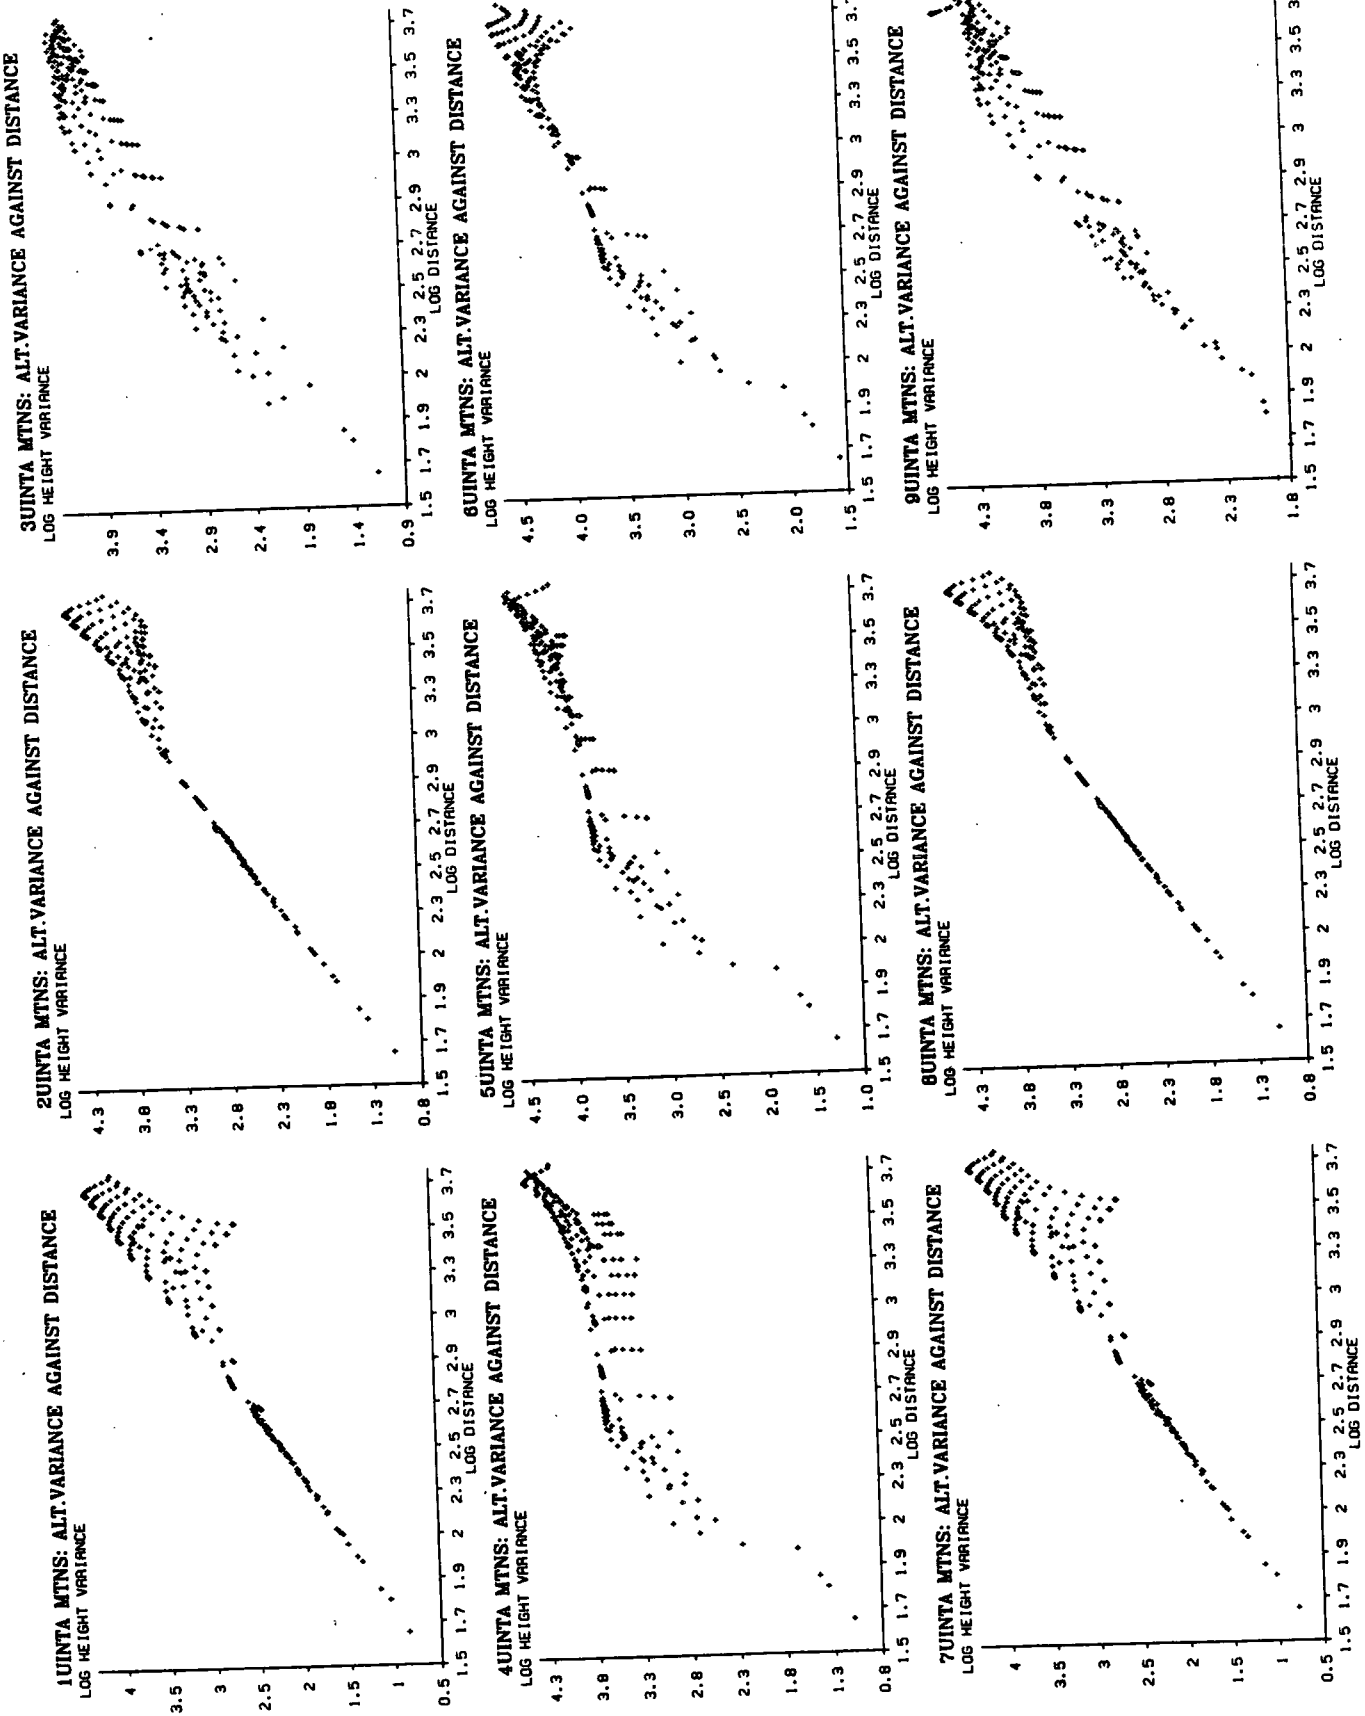 1UINTA MTNS: ALT.VARIANCE AGAINST DISTANCE
LOG HEIGHT VARIANCE
3.5
3
2.5
2
1.5
1
0.5
1.5 1.7 1.9 2 2.3 2.5 2.7 2.9 3 3.3 3.5 3.7
LOG DISTANCE
2UINTA MTNS: ALT.VARIANCE AGAINST DISTANCE
LOG HEIGHT VARIANCE
4.3
3.8
3.3
2.8
2.3
1.8
1.3
0.8
1.5 1.7 1.9 2 2.3 2.5 2.7 2.9 3 3.3 3.5 3.7
LOG DISTANCE
3UINTA MTNS: ALT.VARIANCE AGAINST DISTANCE
LOG HEIGHT VARIANCE
3.9
3.4
2.9
2.4
1.9
1.4
0.9
1.5 1.7 1.9 2 2.3 2.5 2.7 2.9 3 3.3 3.5 3.7
LOG DISTANCE
4UINTA MTNS: ALT.VARIANCE AGAINST DISTANCE
LOG HEIGHT VARIANCE
4.3
3.8
3.3
2.8
2.3
1.8
1.3
0.8
1.5 1.7 1.9 2 2.3 2.5 2.7 2.9 3 3.3 3.5 3.7
LOG DISTANCE
5UINTA MTNS: ALT.VARIANCE AGAINST DISTANCE
LOG HEIGHT VARIANCE
4.5
4.0
3.5
3.0
2.5
2.0
1.5
1.0
1.5 1.7 1.9 2 2.3 2.5 2.7 2.9 3 3.3 3.5 3.7
LOG DISTANCE
6UINTA MTNS: ALT.VARIANCE AGAINST DISTANCE
LOG HEIGHT VARIANCE
4.5
4.0
3.5
3.0
2.5
2.0
1.5
1.5 1.7 1.9 2 2.3 2.5 2.7 2.9 3 3.3 3.5
LOG DISTANCE
7UINTA MTNS: ALT.VARIANCE AGAINST DISTANCE
LOG HEIGHT VARIANCE
4
3.5
3
2.5
2
1.5
1
0.5
1.5 1.7 1.9 2 2.3 2.5 2.7 2.9 3 3.3 3.5 3.7
LOG DISTANCE
8UINTA MTNS: ALT.VARIANCE AGAINST DISTANCE
LOG HEIGHT VARIANCE
4.3
3.8
3.3
2.8
2.3
1.8
1.3
0.8
1.5 1.7 1.9 2 2.3 2.5 2.7 2.9 3 3.3 3.5 3.7
LOG DISTANCE
9UINTA MTNS: ALT.VARIANCE AGAINST DISTANCE
LOG HEIGHT VARIANCE
4.3
3.8
3.3
2.8
2.3
1.8
1.5 1.7 1.9 2 2.3 2.5 2.7 2.9 3 3.3 3.5
LOG DISTANCE